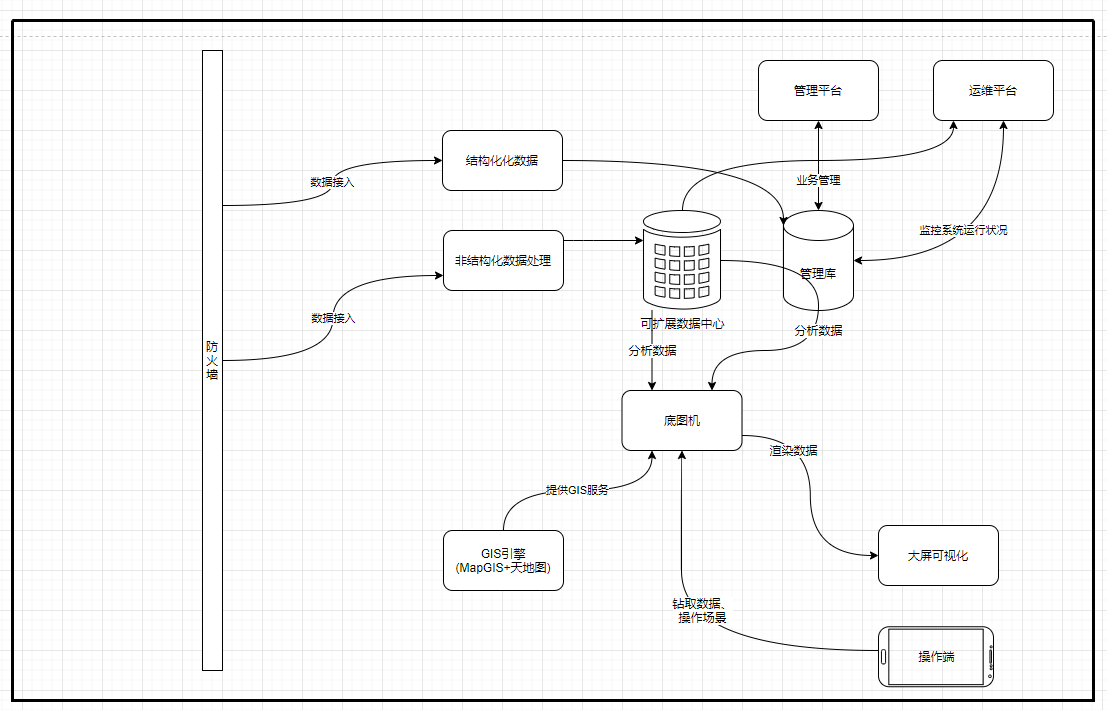 管理平台
运维平台
结构化化数据
数据接入
业务管理
监控系统运行状况
非结构化数据处理
管理库
数据接入
可扩展数据中心
分析数据
分析数据
防
火
墙
底图机
渲染数据
提供GIS服务
GIS引擎
(MapGIS+天地图)
大屏可视化
钻取数据、
操作场景
操作端